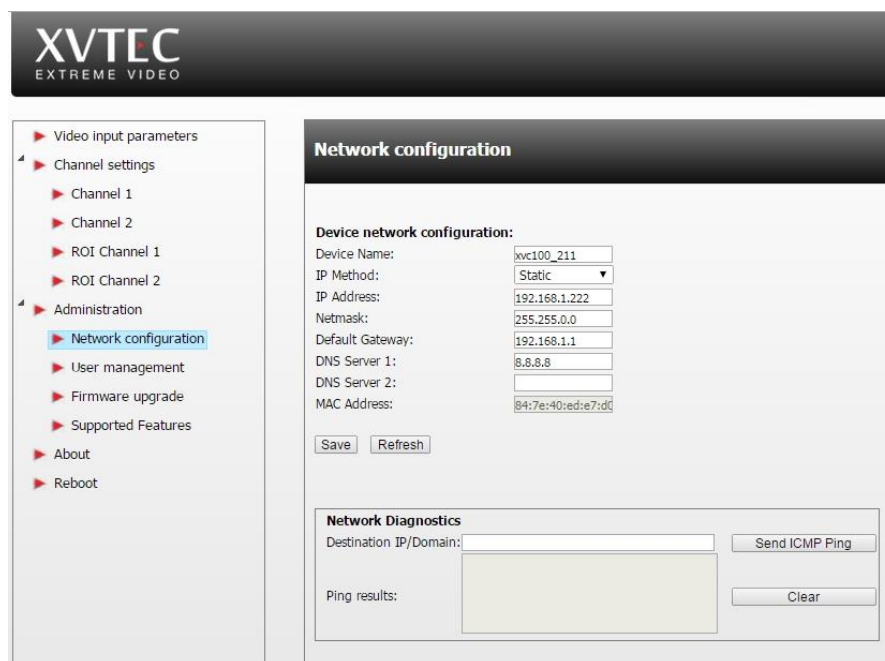 XVTEC
EXTREME VIDEO
Video input parameters
Channel settings
Channel 1
Channel 2
ROI Channel 1
ROI Channel 2
Administration
Network configuration
User management
Firmware upgrade
Supported Features
About
Reboot
Network configuration
Device network configuration:
Device Name: xvc100_211
IP Method: Static
IP Address: 192.168.1.222
Netmask: 255.255.0.0
Default Gateway: 192.168.1.1
DNS Server 1: 8.8.8.8
DNS Server 2:
MAC Address: 84:7e:40:ed:e7:d0
Save Refresh
Network Diagnostics
Destination IP/Domain: Send ICMP Ping
Ping results: Clear